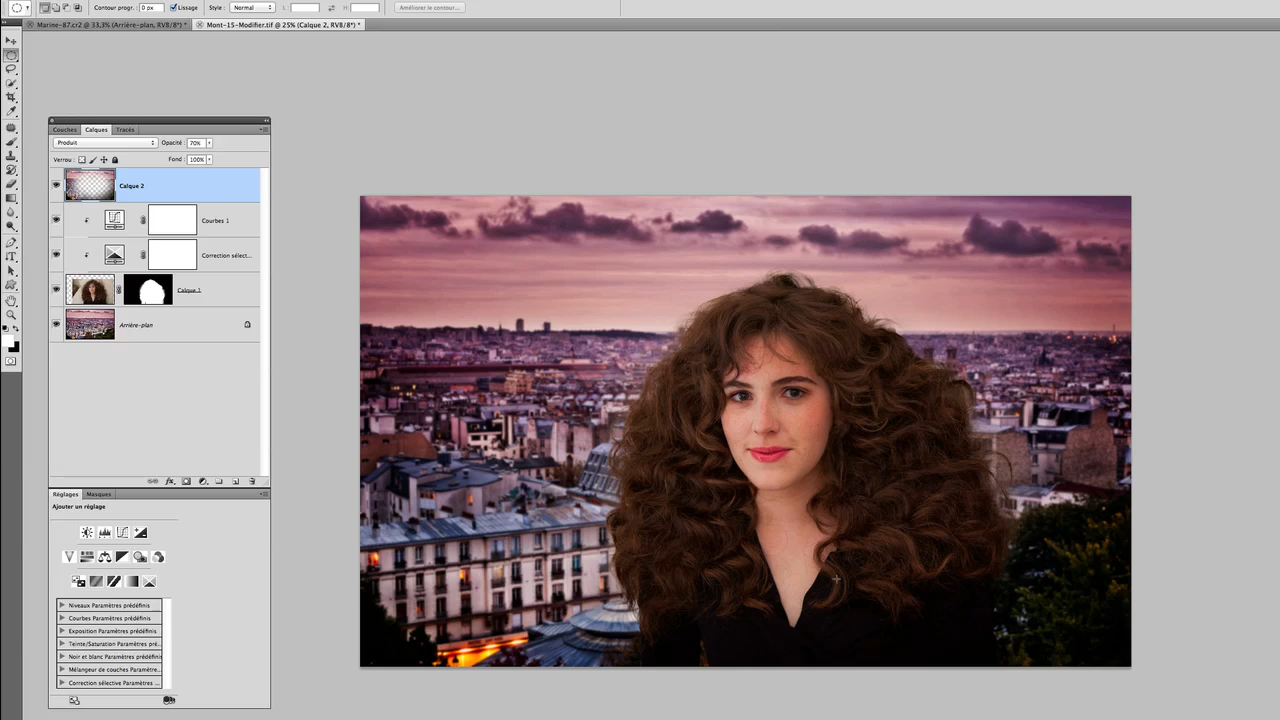 Contour progr. : 0 px Lissage Style : Normal L : H: Améliorer le contour...
Marine-87.cr2 @ 33,3% (Arrière-plan, RVB/8*) *
Mont-15-Modifier.tif @ 25% (Calque 2, RVB/8*) *
Couches Calques Tracés
Produit Opacité : 70%
Verrou : Fond : 100%
Calque 2
Courbes 1
Correction sélect...
Calque 1
Arrière-plan
fx
Réglages Masques
Ajouter un réglage
Niveaux Paramètres prédéfinis
Courbes Paramètres prédéfinis
Exposition Paramètres prédéfinis
Teinte/Saturation Paramètres pré...
Noir et blanc Paramètres prédéfinis
Mélangeur de couches Paramètre...
Correction sélective Paramètres ...